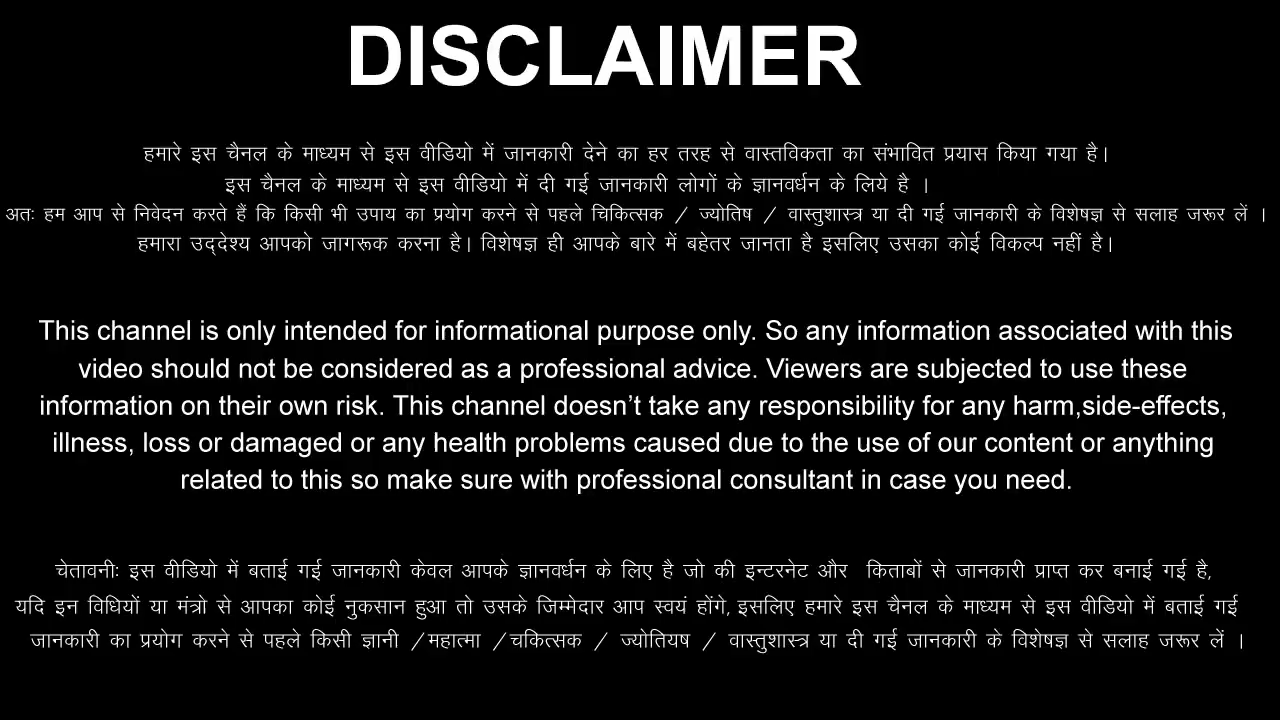 DISCLAIMER
हमारे इस चैनल के माध्यम से इस वीडियो में जानकारी देने का हर तरह से वास्तविकता का संभावित प्रयास किया गया है।
इस चैनल के माध्यम से इस वीडियो में दी गई जानकारी लोगों के ज्ञानवर्धन के लिये है ।
अतः हम आप से निवेदन करते हैं कि किसी भी उपाय का प्रयोग करने से पहले चिकित्सक / ज्योतिष / वास्तुशास्त्र या दी गई जानकारी के विशेषज्ञ से सलाह जरूर लें ।
हमारा उद्देश्य आपको जागरूक करना है। विशेषज्ञ ही आपके बारे में बहेतर जानता है इसलिए उसका कोई विकल्प नहीं है।
This channel is only intended for informational purpose only. So any information associated with this
video should not be considered as a professional advice. Viewers are subjected to use these
information on their own risk. This channel doesn’t take any responsibility for any harm,side-effects,
illness, loss or damaged or any health problems caused due to the use of our content or anything
related to this so make sure with professional consultant in case you need.
चेतावनीः इस वीडियो में बताई गई जानकारी केवल आपके ज्ञानवर्धन के लिए है जो की इन्टरनेट और किताबों से जानकारी प्राप्त कर बनाई गई है,
यदि इन विधियों या मंत्रो से आपका कोई नुकसान हुआ तो उसके जिम्मेदार आप स्वयं होंगे, इसलिए हमारे इस चैनल के माध्यम से इस वीडियो में बताई गई
जानकारी का प्रयोग करने से पहले किसी ज्ञानी /महात्मा /चकित्सक / ज्योतियष / वास्तुशास्त्र या दी गई जानकारी के विशेषज्ञ से सलाह जरूर लें ।